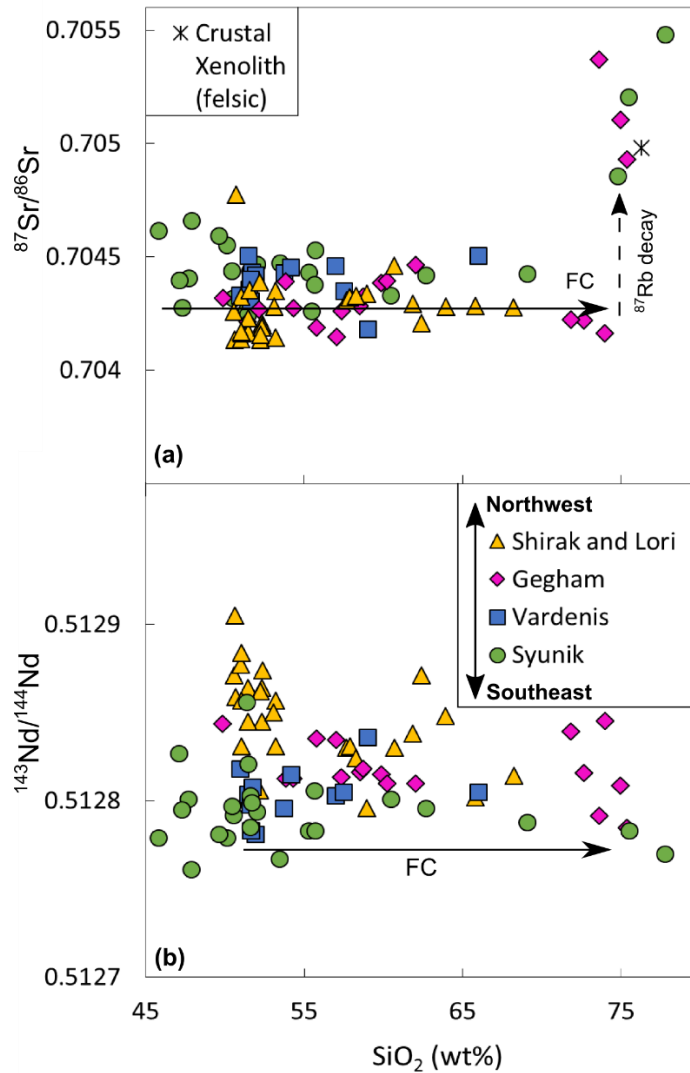 0.7055
Crustal
Xenolith
(felsic)
0.705
⁸⁷Sr/⁸⁶Sr
0.7045
FC
⁸⁷Rb decay
0.704
(a)
Northwest
Shirak and Lori
Gegham
Vardenis
Syunik
Southeast
0.5129
¹⁴³Nd/¹⁴⁴Nd
0.5128
FC
(b)
0.5127
45 55 65 75
SiO₂ (wt%)